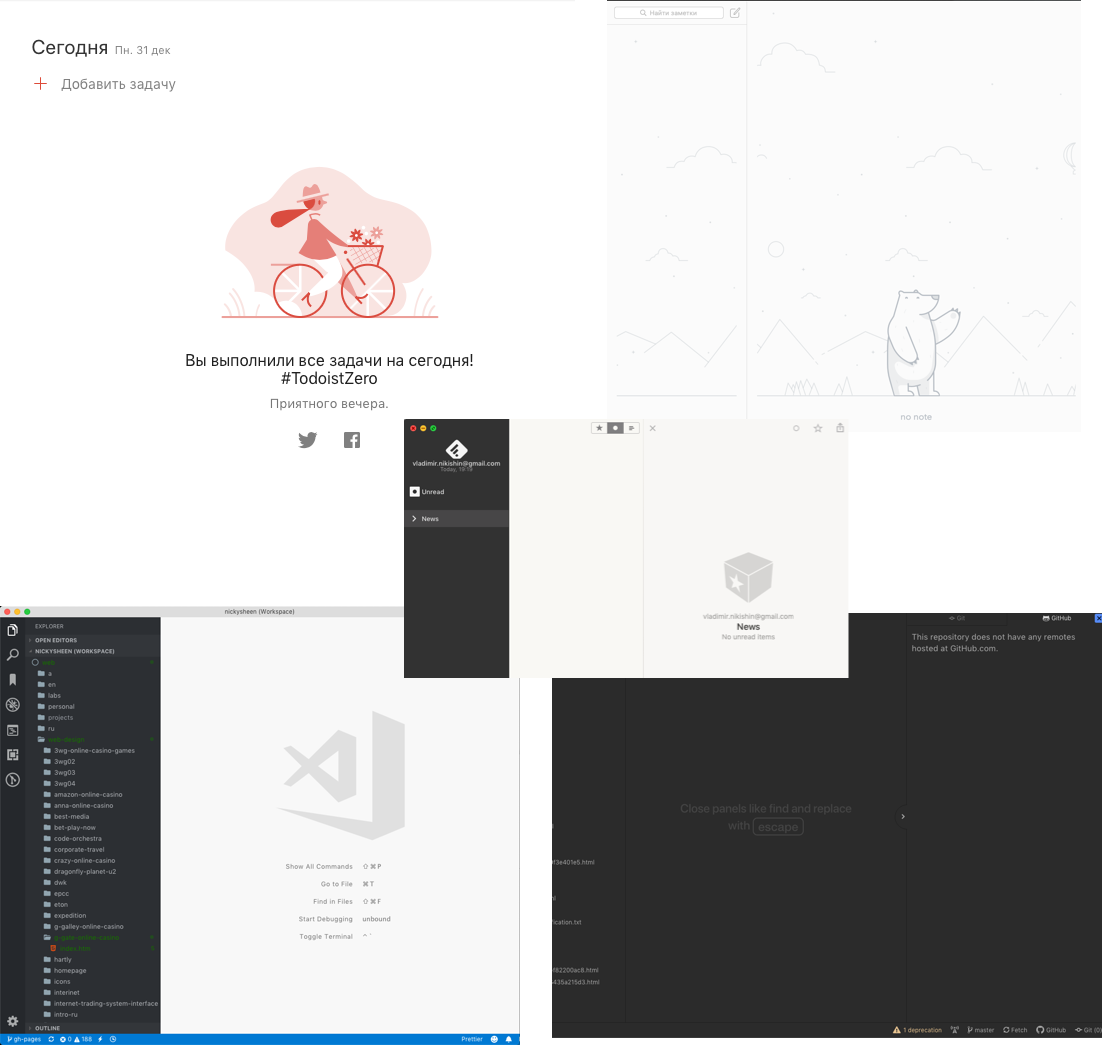 Сегодня Пн. 31 дек
Добавить задачу
Вы выполнили все задачи на сегодня!
#TodoistZero
Приятного вечера.
Найти заметки
no note
vladimir.nikishin@gmail.com
Today, 19:19
Unread
News
vladimir.nikishin@gmail.com
News
No unread items
nickysheen (Workspace)
EXPLORER
OPEN EDITORS
NICKYSHEEN (WORKSPACE)
web
a
en
labs
personal
projects
ru
web-design
3wg-online-casino-games
3wg02
3wg03
3wg04
amazon-online-casino
anna-online-casino
best-media
bet-play-now
code-orchestra
corporate-travel
crazy-online-casino
dragonfly-planet-u2
dwk
epcc
eton
expedition
g-galley-online-casino
g-gate-online-casino
index.htm
hartly
homepage
icons
interinet
internet-trading-system-interface
intro-ru
OUTLINE
gh-pages 0 188 Prettier
Show All Commands ⇧ ⌘ P
Go to File ⌘ T
Find in Files ⇧ ⌘ F
Start Debugging unbound
Toggle Terminal ^ `
Git GitHub
This repository does not have any remotes
hosted at GitHub.com.
Close panels like find and replace
with escape
f3e401e5.html
ication.txt
f82200ac8.html
435a215d3.html
1 deprecation master Fetch GitHub Git (0)